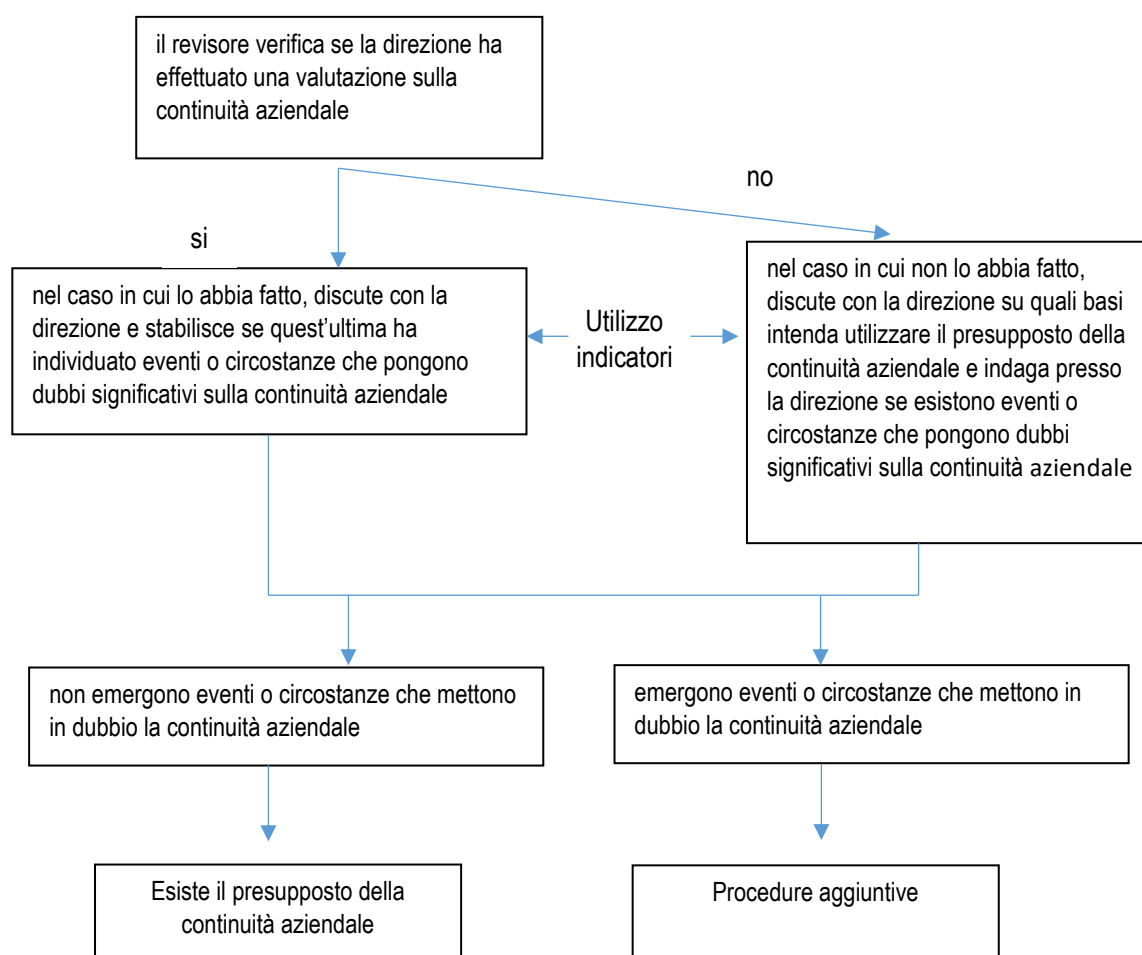 il revisore verifica se la direzione ha
effettuato una valutazione sulla
continuità aziendale
no
si
nel caso in cui lo abbia fatto, discute con la
direzione e stabilisce se quest’ultima ha
individuato eventi o circostanze che pongono
dubbi significativi sulla continuità aziendale
Utilizzo
indicatori
nel caso in cui non lo abbia fatto,
discute con la direzione su quali basi
intenda utilizzare il presupposto della
continuità aziendale e indaga presso
la direzione se esistono eventi o
circostanze che pongono dubbi
significativi sulla continuità aziendale
non emergono eventi o circostanze che mettono
in dubbio la continuità aziendale
emergono eventi o circostanze che mettono in
dubbio la continuità aziendale
Esiste il presupposto della
continuità aziendale
Procedure aggiuntive